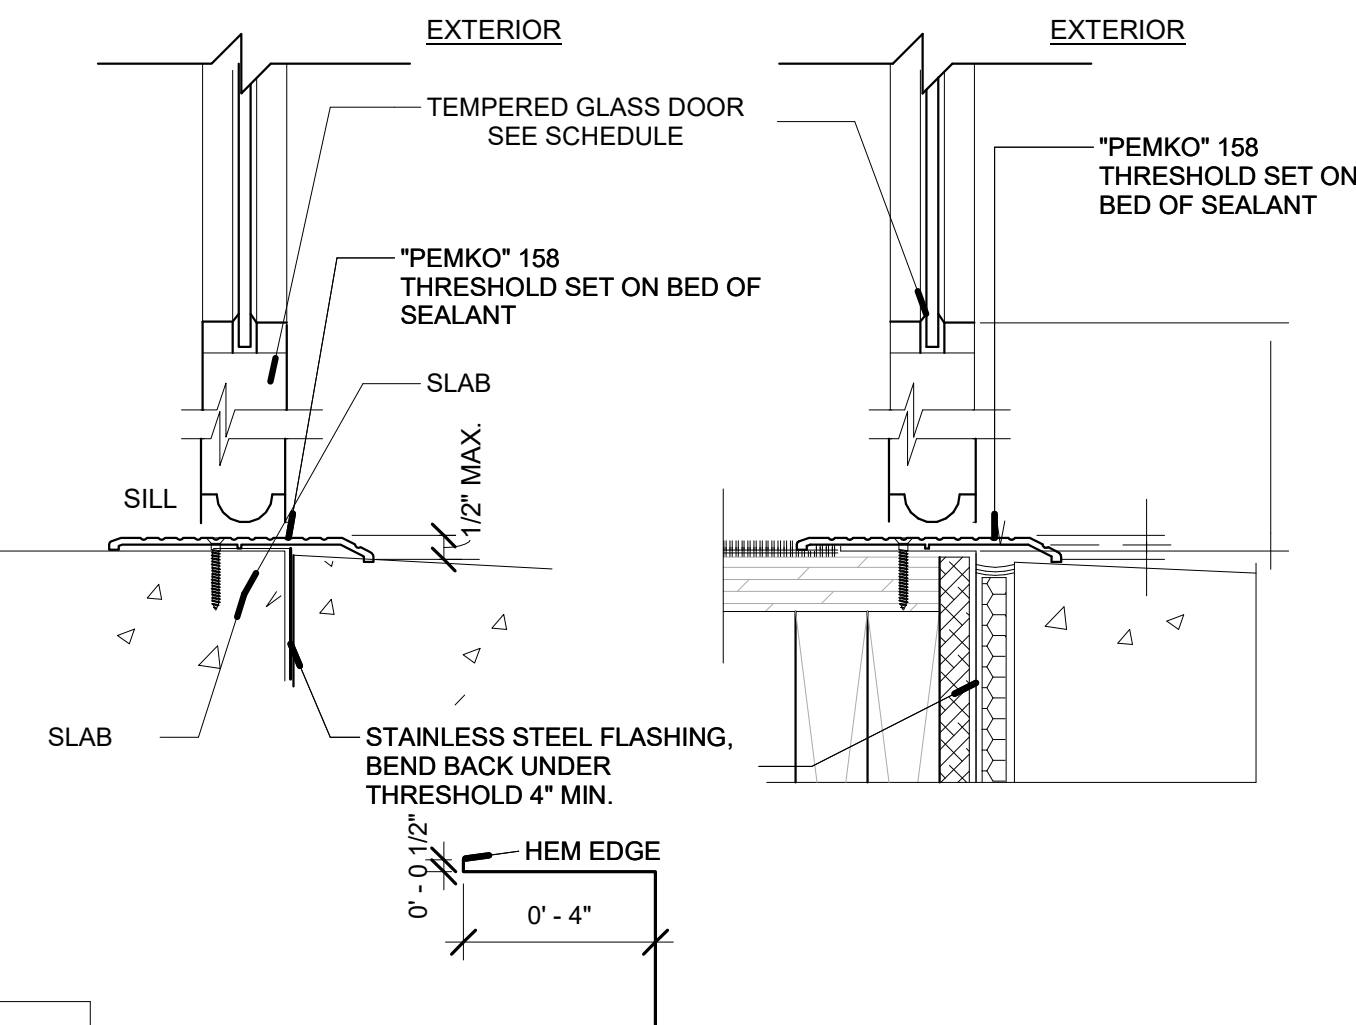 EXTERIOR
EXTERIOR
TEMPERED GLASS DOOR
SEE SCHEDULE
"PEMKO" 158
THRESHOLD SET ON
BED OF SEALANT
"PEMKO" 158
THRESHOLD SET ON BED OF
SEALANT
SLAB
1/2" MAX.
SILL
SLAB
STAINLESS STEEL FLASHING,
BEND BACK UNDER
THRESHOLD 4" MIN.
0' - 0 1/2"
HEM EDGE
0' - 4"